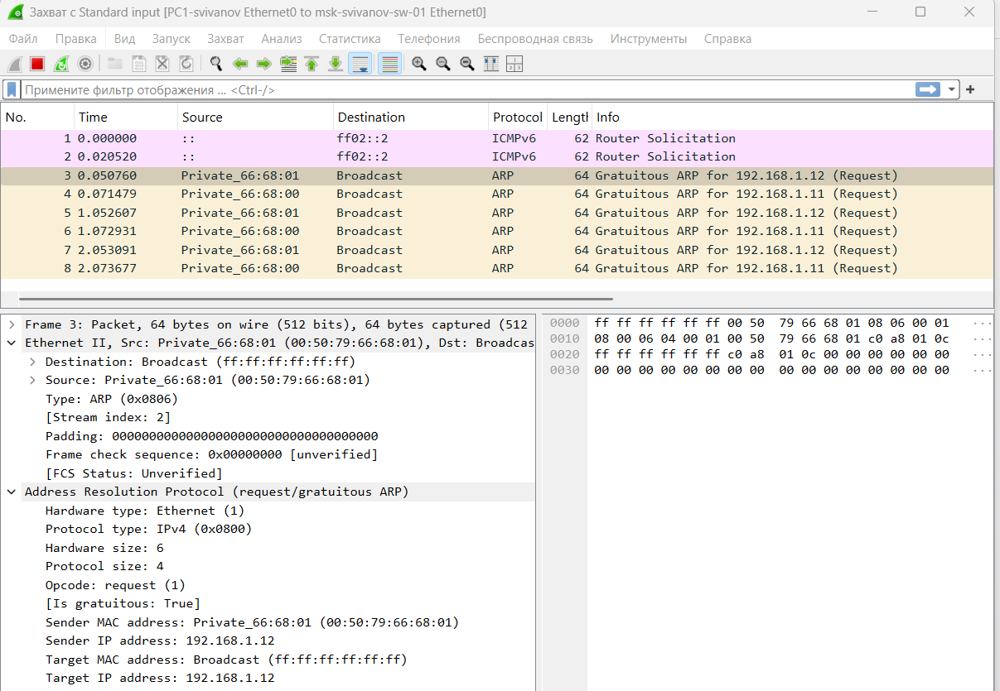 Захват с Standard input [PC1-svivanov Ethernet0 to msk-svivanov-sw-01 Ethernet0]
Файл Правка Вид Запуск Захват Анализ Статистика Телефония Беспроводная связь Инструменты Справка
Примените фильтр отображения ... <Ctrl-/>
No. Time Source Destination Protocol Length Info
1 0.000000 :: ff02::2 ICMPv6 62 Router Solicitation
2 0.020520 :: ff02::2 ICMPv6 62 Router Solicitation
3 0.050760 Private_66:68:01 Broadcast ARP 64 Gratuitous ARP for 192.168.1.12 (Request)
4 0.071479 Private_66:68:00 Broadcast ARP 64 Gratuitous ARP for 192.168.1.11 (Request)
5 1.052607 Private_66:68:01 Broadcast ARP 64 Gratuitous ARP for 192.168.1.12 (Request)
6 1.072931 Private_66:68:00 Broadcast ARP 64 Gratuitous ARP for 192.168.1.11 (Request)
7 2.053091 Private_66:68:01 Broadcast ARP 64 Gratuitous ARP for 192.168.1.12 (Request)
8 2.073677 Private_66:68:00 Broadcast ARP 64 Gratuitous ARP for 192.168.1.11 (Request)
Frame 3: Packet, 64 bytes on wire (512 bits), 64 bytes captured (512
Ethernet II, Src: Private_66:68:01 (00:50:79:66:68:01), Dst: Broadcas
Destination: Broadcast (ff:ff:ff:ff:ff:ff)
Source: Private_66:68:01 (00:50:79:66:68:01)
Type: ARP (0x0806)
[Stream index: 2]
Padding: 000000000000000000000000000000000000
Frame check sequence: 0x00000000 [unverified]
[FCS Status: Unverified]
Address Resolution Protocol (request/gratuitous ARP)
Hardware type: Ethernet (1)
Protocol type: IPv4 (0x0800)
Hardware size: 6
Protocol size: 4
Opcode: request (1)
[Is gratuitous: True]
Sender MAC address: Private_66:68:01 (00:50:79:66:68:01)
Sender IP address: 192.168.1.12
Target MAC address: Broadcast (ff:ff:ff:ff:ff:ff)
Target IP address: 192.168.1.12
0000 ff ff ff ff ff ff 00 50 79 66 68 01 08 06 00 01 ···
0010 08 00 06 04 00 01 00 50 79 66 68 01 c0 a8 01 0c ···
0020 ff ff ff ff ff ff c0 a8 01 0c 00 00 00 00 00 00 ···
0030 00 00 00 00 00 00 00 00 00 00 00 00 00 00 00 00 ···